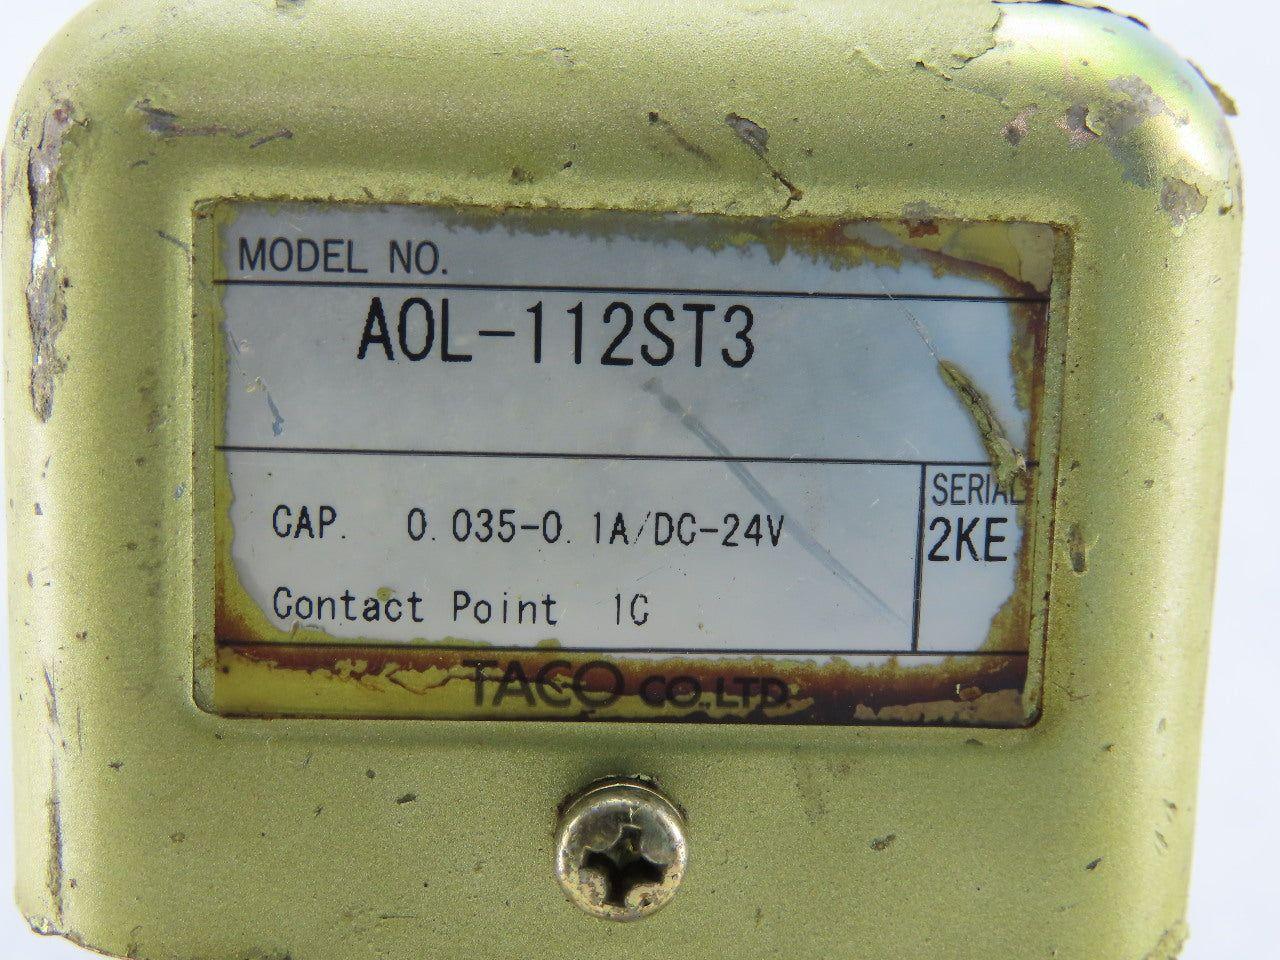 MODEL NO.
AOL-112ST3
CAP. 0.035-0.1A/DC-24V
SERIAL
2KE
Contact Point 1C
TACO CO.,LTD.